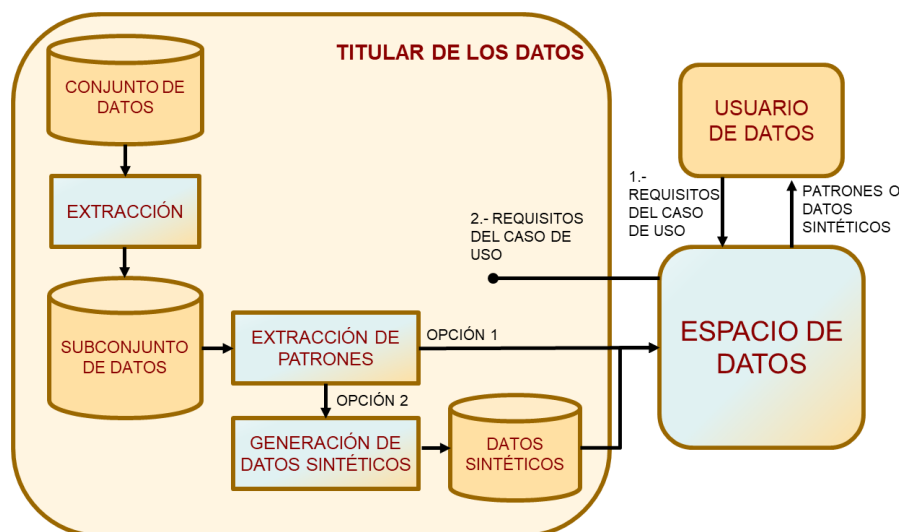 TITULAR DE LOS DATOS
CONJUNTO DE
DATOS
EXTRACCIÓN
SUBCONJUNTO
DE DATOS
EXTRACCIÓN DE
PATRONES
OPCIÓN 1
OPCIÓN 2
GENERACIÓN DE
DATOS SINTÉTICOS
DATOS
SINTÉTICOS
2.- REQUISITOS
DEL CASO DE
USO
USUARIO
DE DATOS
1.-
REQUISITOS
DEL CASO
DE USO
PATRONES O
DATOS
SINTÉTICOS
ESPACIO DE
DATOS